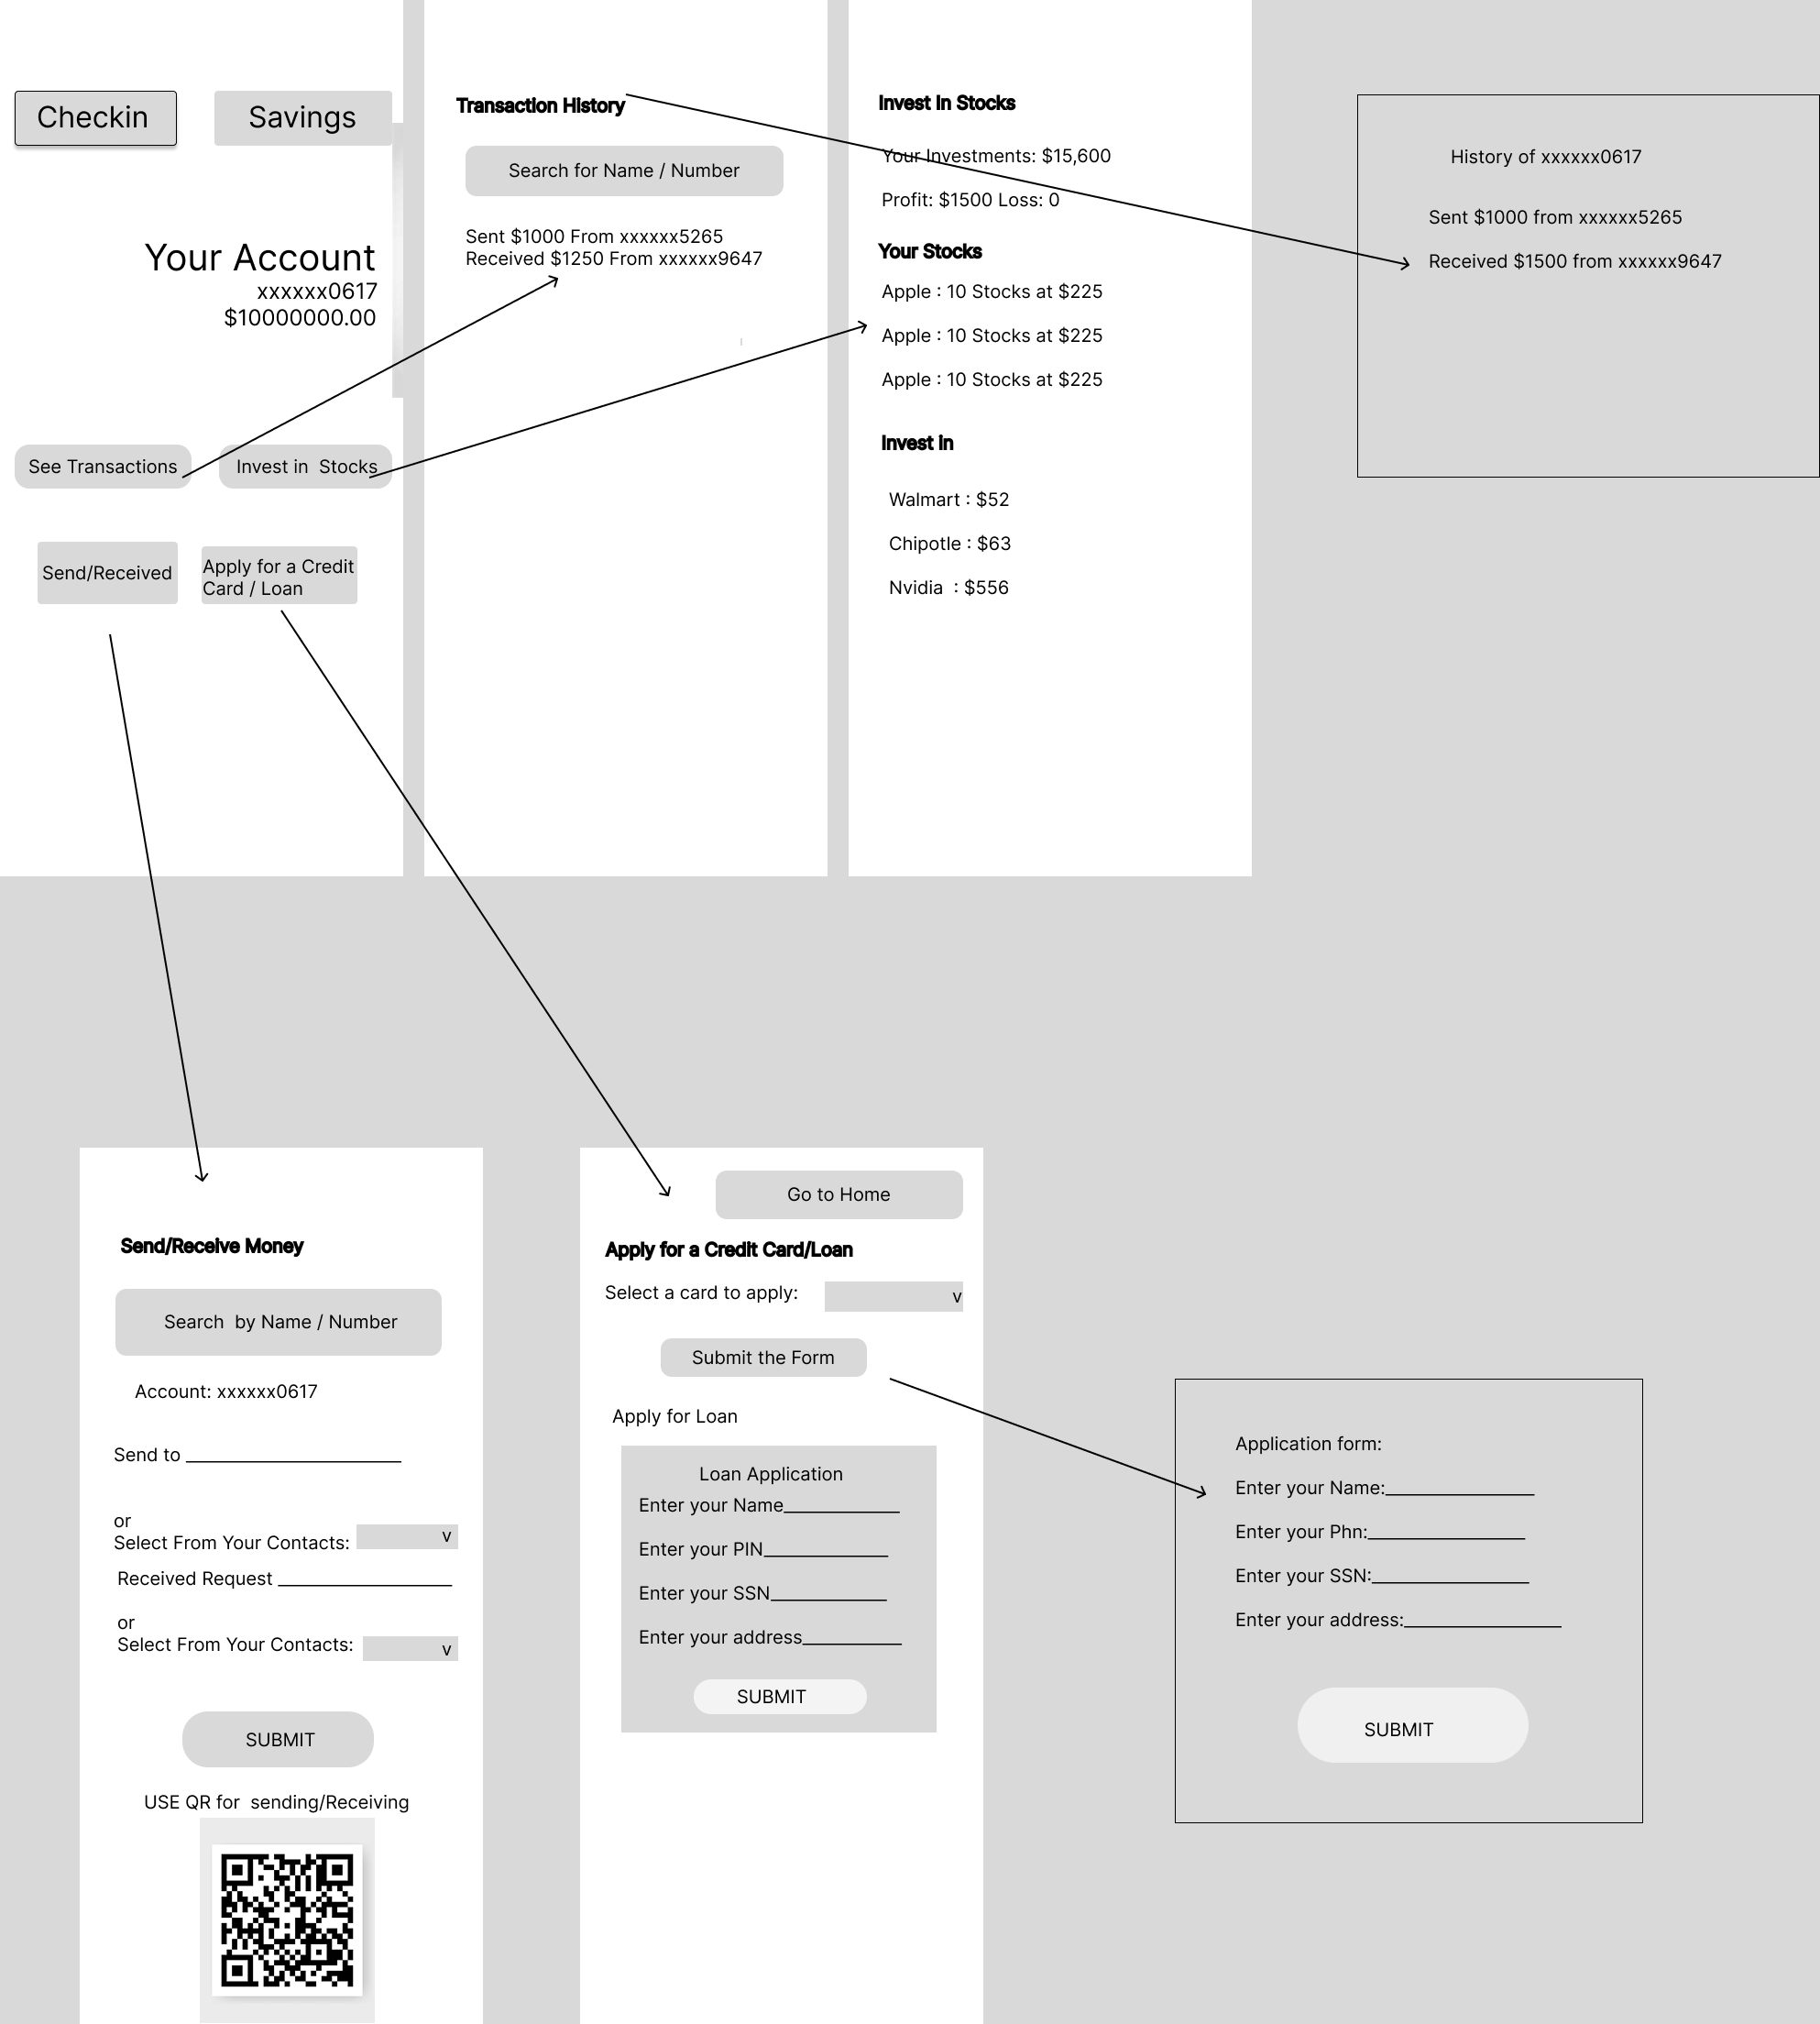 Checkin
Savings
Your Account
xxxxxx0617
$10000000.00
See Transactions
Invest in  Stocks
Send/Received
Apply for a Credit
Card / Loan
Transaction History
Search for Name / Number
Sent $1000 From xxxxxx5265
Received $1250 From xxxxxx9647
Invest In Stocks
Your Investments: $15,600
Profit: $1500 Loss: 0
Your Stocks
Apple : 10 Stocks at $225
Apple : 10 Stocks at $225
Apple : 10 Stocks at $225
Invest in
Walmart : $52
Chipotle : $63
Nvidia  : $556
History of xxxxxx0617
Sent $1000 from xxxxxx5265
Received $1500 from xxxxxx9647
Send/Receive Money
Search  by Name / Number
Account: xxxxxx0617
Send to ____________________
or
Select From Your Contacts:
v
Received Request ________________
or
Select From Your Contacts:
v
SUBMIT
USE QR for  sending/Receiving
Go to Home
Apply for a Credit Card/Loan
Select a card to apply:
v
Submit the Form
Apply for Loan
Loan Application
Enter your Name___________
Enter your PIN____________
Enter your SSN___________
Enter your address_________
SUBMIT
Application form:
Enter your Name:______________
Enter your Phn:_______________
Enter your SSN:_______________
Enter your address:_______________
SUBMIT